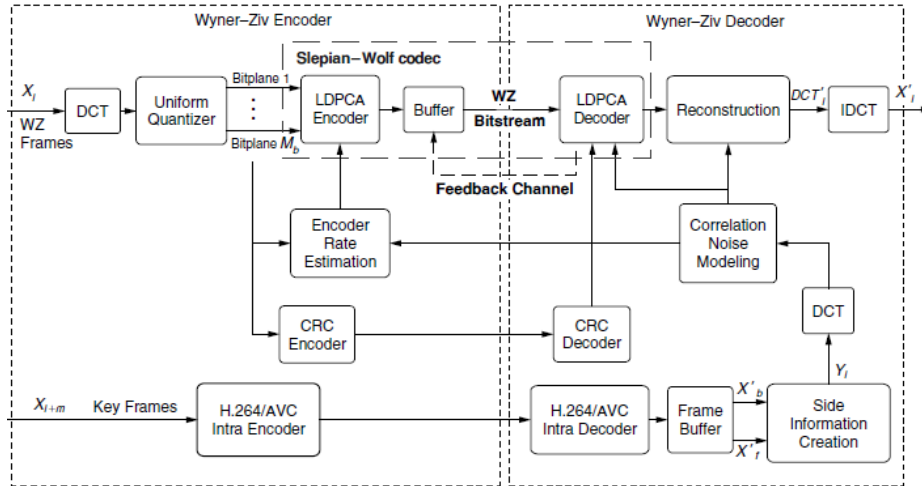 Wyner–Ziv Encoder
Wyner–Ziv Decoder
Slepian–Wolf codec
X_i
WZ
Frames
DCT
Uniform
Quantizer
Bitplane 1
⋮
Bitplane M_b
LDPCA
Encoder
Buffer
WZ
Bitstream
LDPCA
Decoder
Reconstruction
DCT'_i
IDCT
X'_i
Feedback Channel
Encoder
Rate
Estimation
Correlation
Noise
Modeling
CRC
Encoder
CRC
Decoder
DCT
Y_i
X_{i+m}
Key Frames
H.264/AVC
Intra Encoder
H.264/AVC
Intra Decoder
Frame
Buffer
X'_b
X'_f
Side
Information
Creation